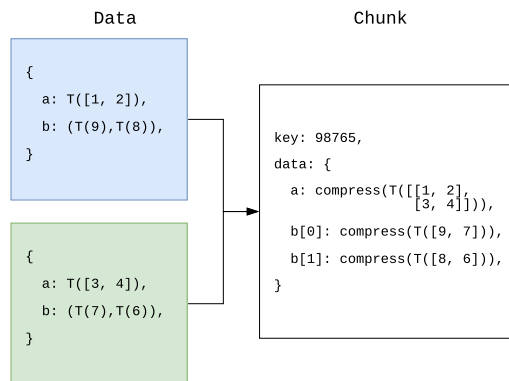 Data
{
a: T([1, 2]),
b: (T(9),T(8)),
}
{
a: T([3, 4]),
b: (T(7),T(6)),
}
Chunk
key: 98765,
data: {
a: compress(T([[1, 2],
[3, 4]])),
b[0]: compress(T([9, 7])),
b[1]: compress(T([8, 6])),
}